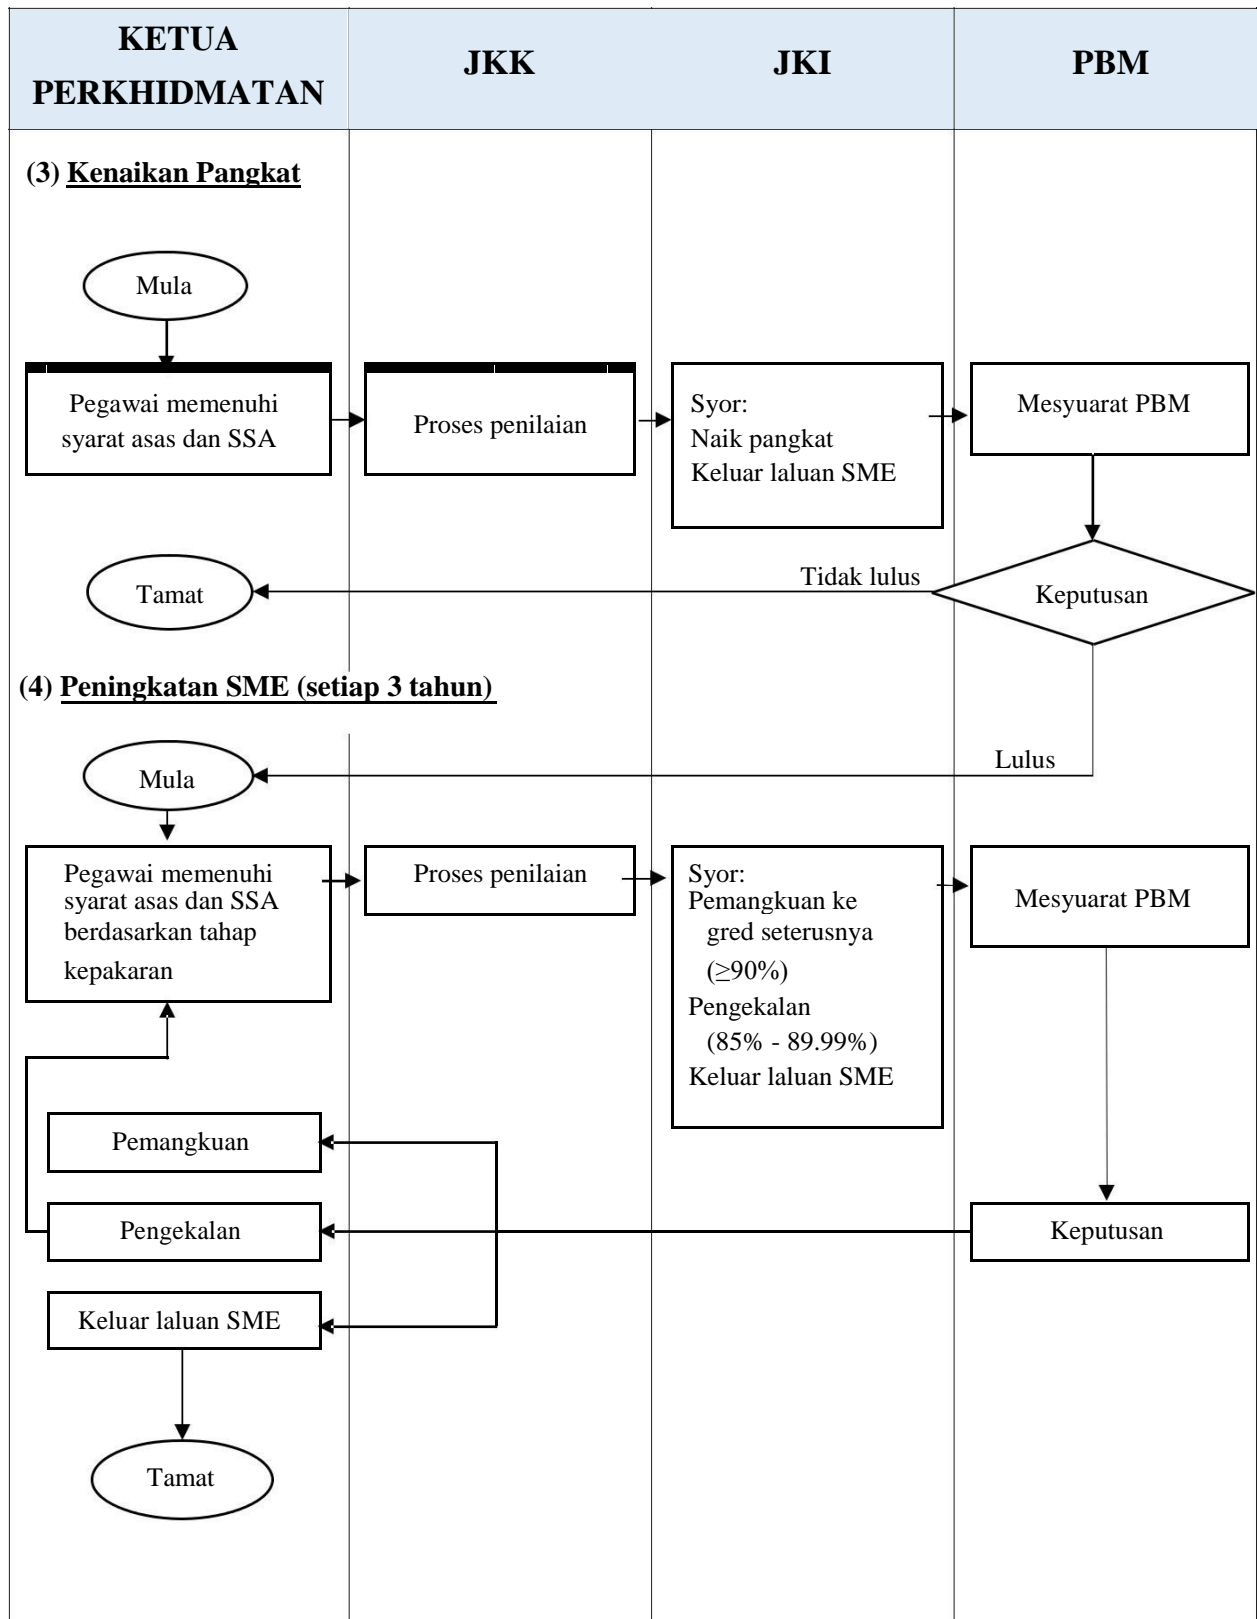 KETUA
PERKHIDMATAN
JKK
JKI
PBM
(3) Kenaikan Pangkat
Mula
Pegawai memenuhi
syarat asas dan SSA
Proses penilaian
Syor:
Naik pangkat
Keluar laluan SME
Mesyuarat PBM
Tidak lulus
Tamat
Keputusan
(4) Peningkatan SME (setiap 3 tahun)
Lulus
Mula
Pegawai memenuhi
syarat asas dan SSA
berdasarkan tahap
kepakaran
Proses penilaian
Syor:
Pemangkuan ke
gred seterusnya
(≥90%)
Pengekalan
(85% - 89.99%)
Keluar laluan SME
Mesyuarat PBM
Pemangkuan
Pengekalan
Keputusan
Keluar laluan SME
Tamat